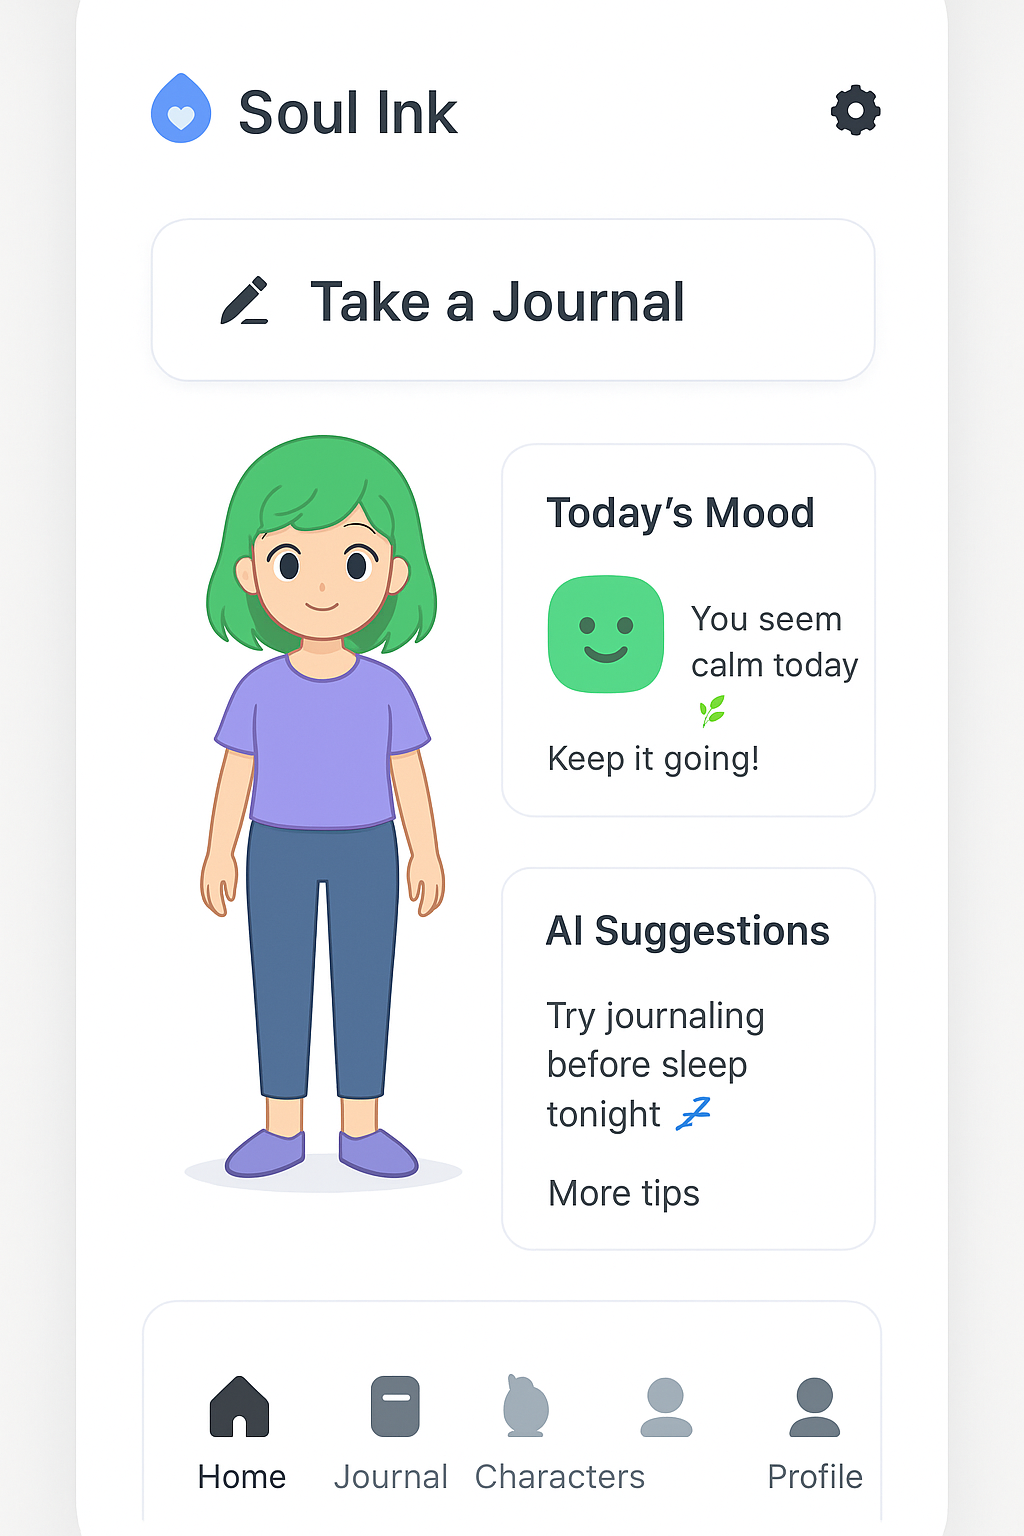 Soul Ink
Take a Journal
Today’s Mood
You seem
calm today
Keep it going!
AI Suggestions
Try journaling
before sleep
tonight
More tips
Home
Journal
Characters
Profile